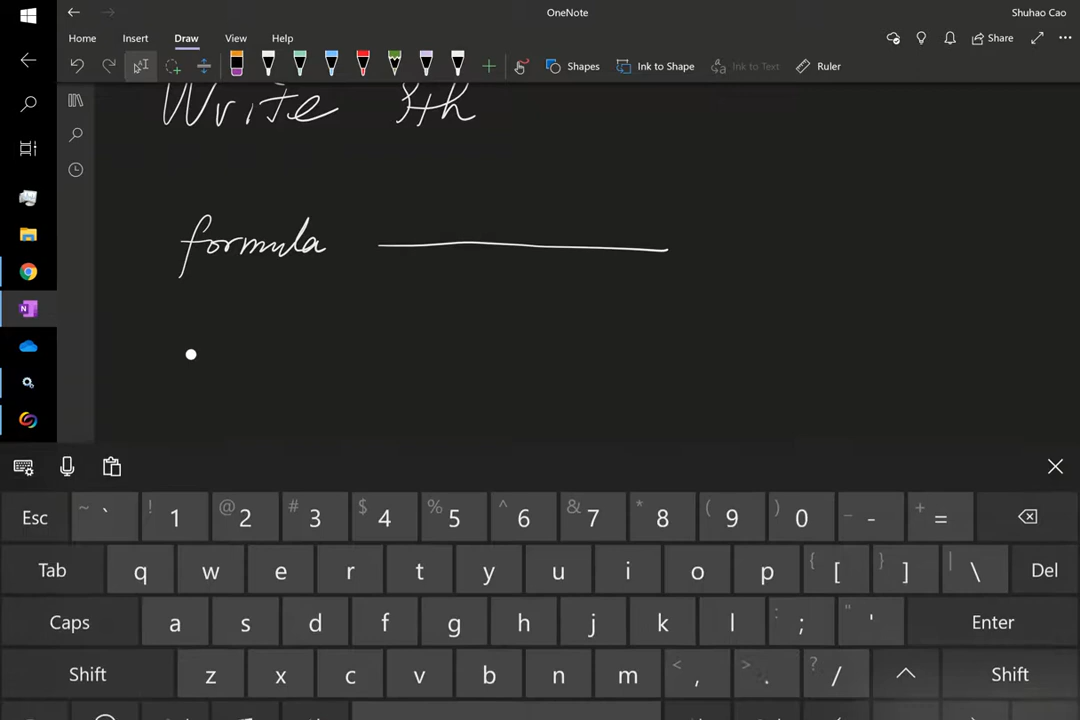 OneNote
Shuhao Cao
Home Insert Draw View Help
Share
Shapes Ink to Shape Ink to Text Ruler
Write
formula
Esc ~ ` ! 1 @ 2 # 3 $ 4 % 5 ^ 6 & 7 * 8 ( 9 ) 0 _ - + =
Tab q w e r t y u i o p { [ } ] | \ Del
Caps a s d f g h j k l : ; " ' Enter
Shift z x c v b n m < , > . ? / Shift